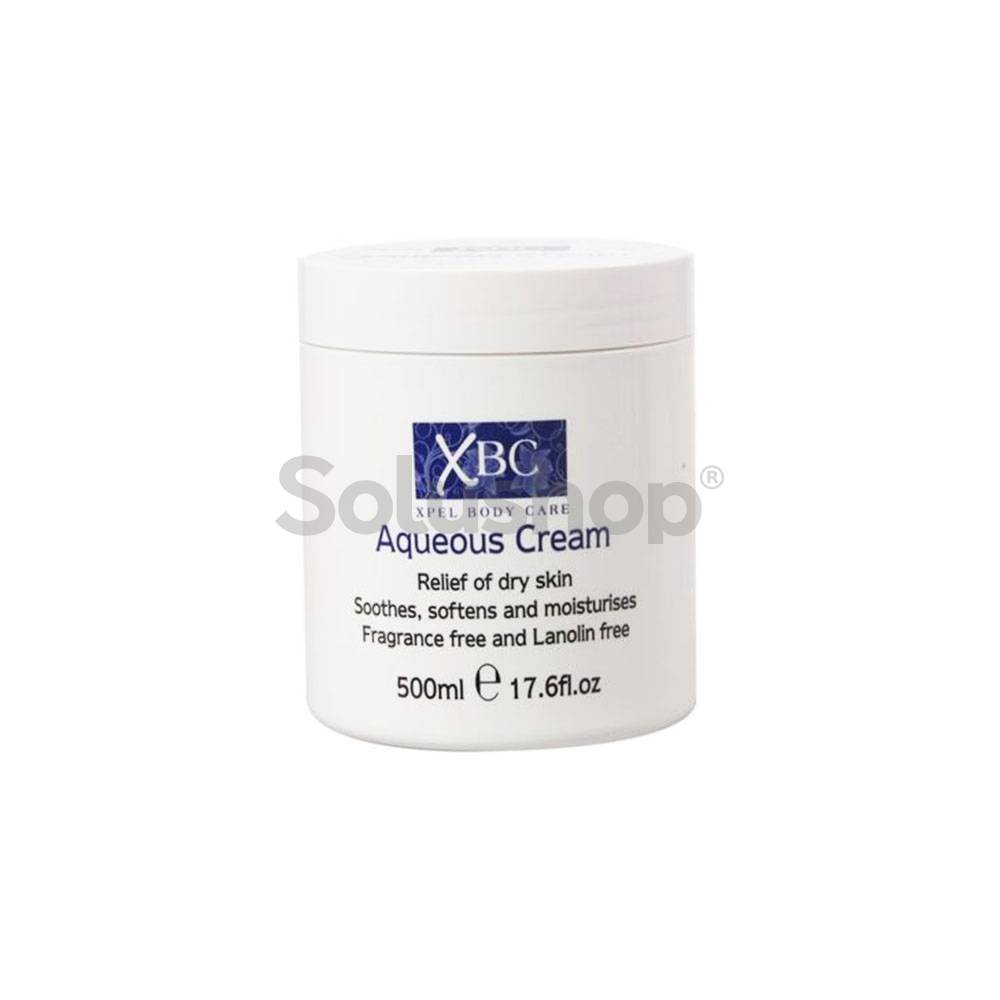 XBC
XPEL BODY CARE
Solushop®
Aqueous Cream
Relief of dry skin
Soothes, softens and moisturises
Fragrance free and Lanolin free
500ml e 17.6fl.oz